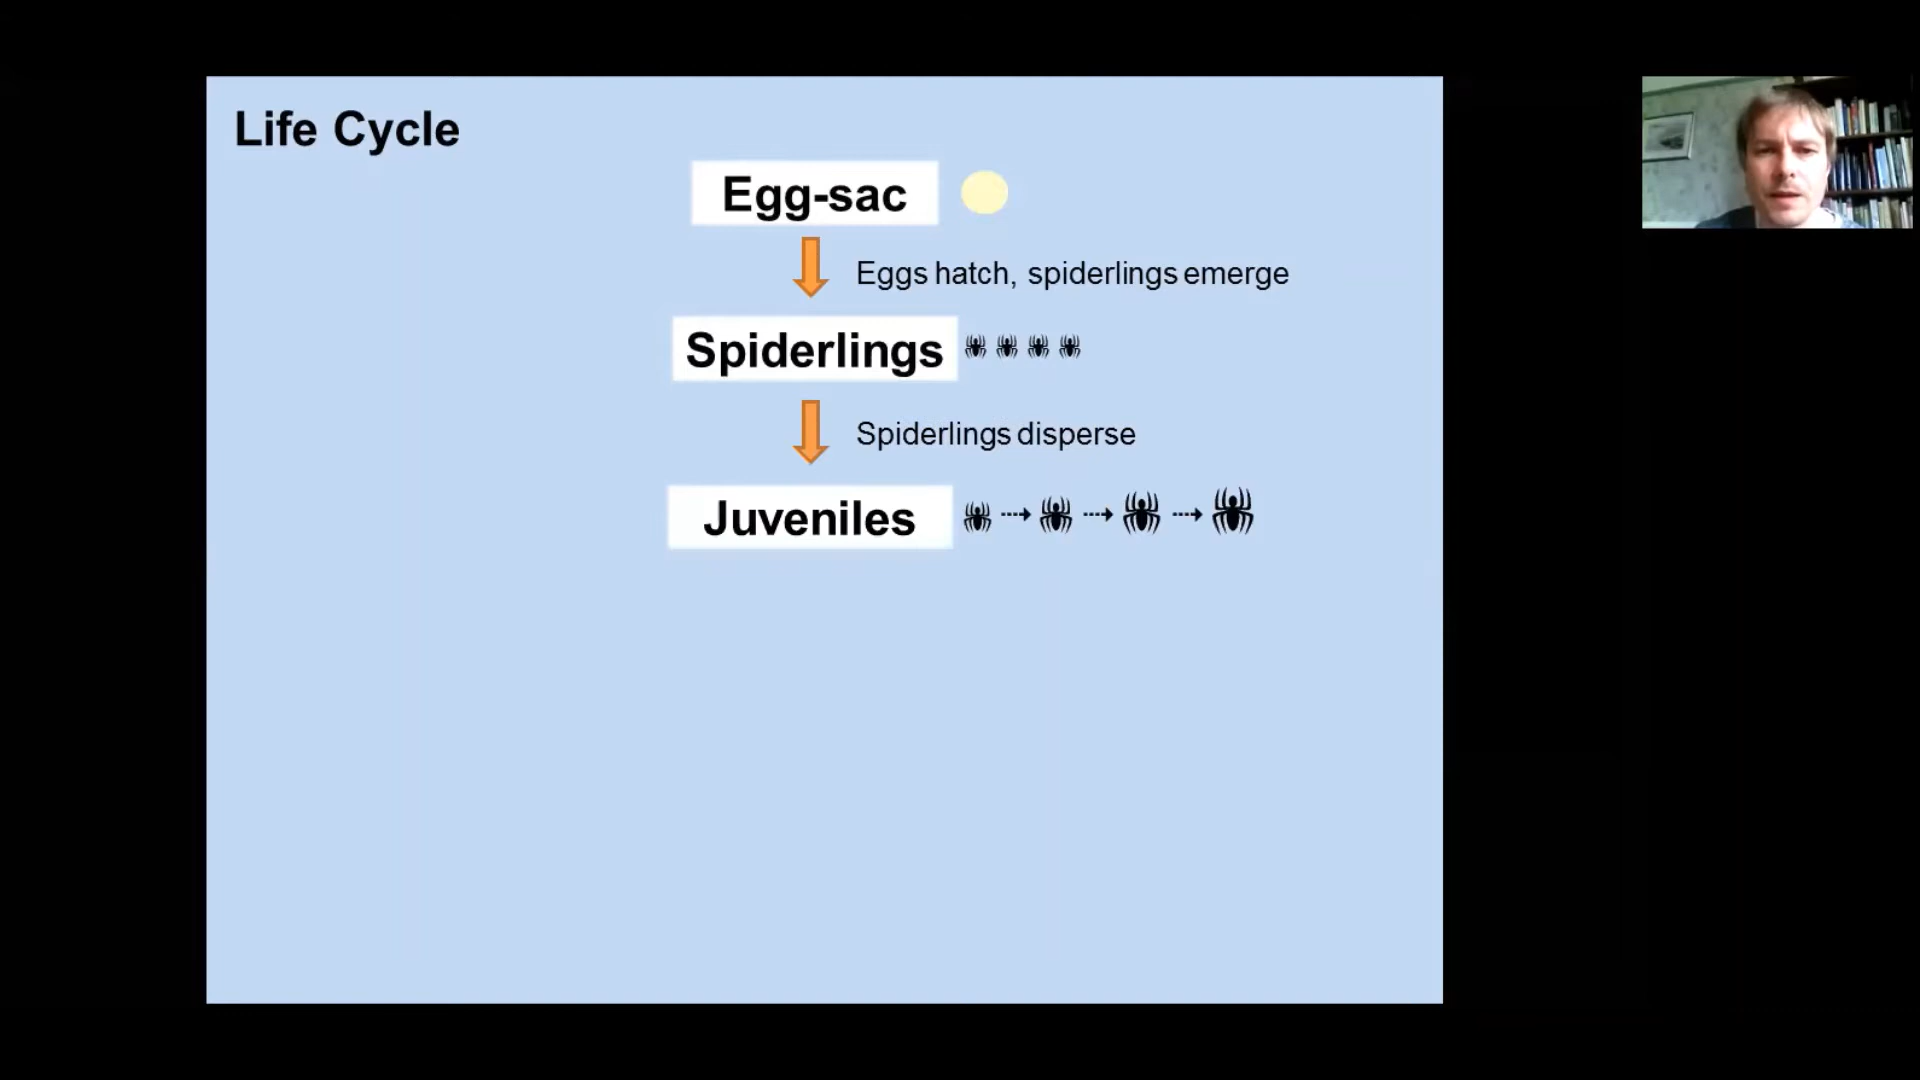 Life Cycle
Egg-sac
Eggs hatch, spiderlings emerge
Spiderlings
Spiderlings disperse
Juveniles